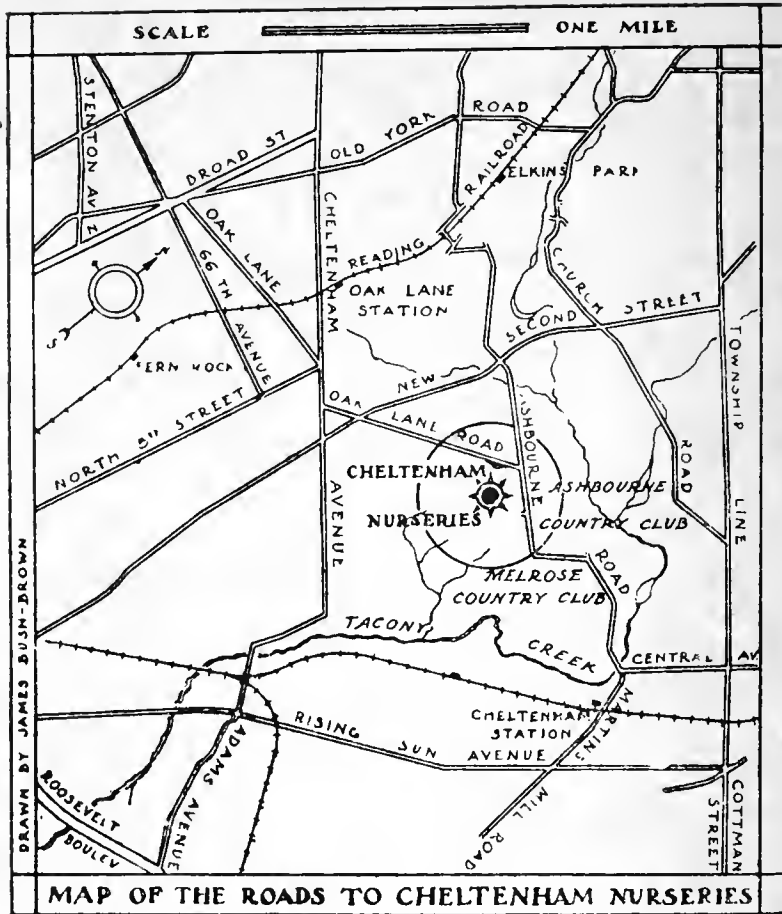 SCALE ONE MILE
STENTON AV
BROAD ST
OLD YORK ROAD
RAILROAD
ELKINS PARK
N
S
OAK LANE
66TH AVENUE
CHELTENHAM
READING
OAK LANE
STATION
CHURCH
SECOND STREET
TOWNSHIP
FERN ROCK
NORTH 5TH STREET
NEW
OAK LANE ROAD
ASHBOURNE
CHELTENHAM
NURSERIES
ASHBOURNE
COUNTRY CLUB
ROAD
LINE
AVENUE
ROAD
MELROSE
COUNTRY CLUB
TACONY
CREEK
CENTRAL AV
CHELTENHAM
STATION
MARTINS
RISING SUN AVENUE
MILL ROAD
ADAMS AVENUE
ROOSEVELT
BOULEV
COTTMAN
STREET
DRAWN BY JAMES BUSH-BROWN
MAP OF THE ROADS TO CHELTENHAM NURSERIES